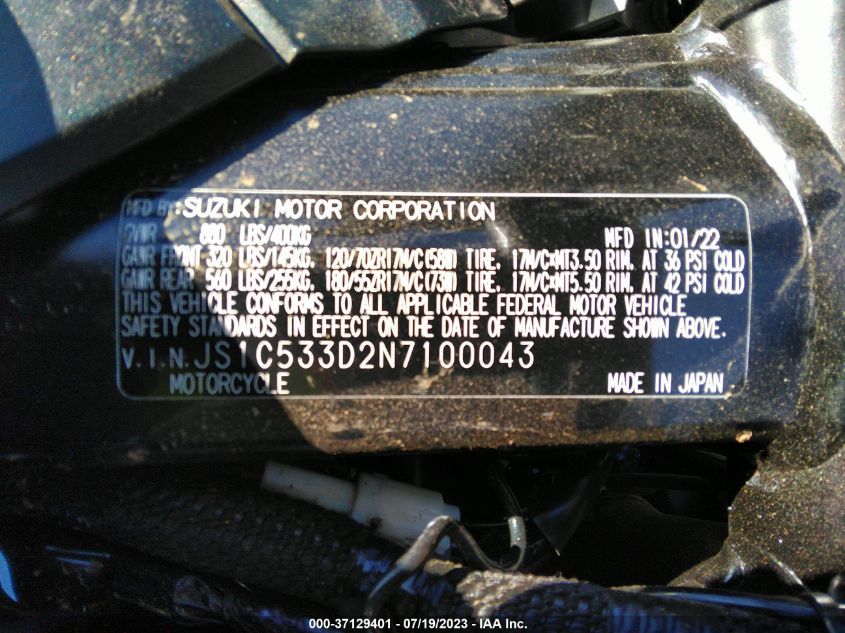 MFD BY:SUZUKI MOTOR CORPORATION
GVWR 880 LBS/400KG MFD IN:01/22
GAWR FRONT 320 LBS/145KG, 120/70ZR17M/C(58W) TIRE, 17M/C×MT3.50 RIM, AT 36 PSI COLD
GAWR REAR 560 LBS/255KG, 180/55ZR17M/C(73W) TIRE, 17M/C×MT5.50 RIM, AT 42 PSI COLD
THIS VEHICLE CONFORMS TO ALL APPLICABLE FEDERAL MOTOR VEHICLE
SAFETY STANDARDS IN EFFECT ON THE DATE OF MANUFACTURE SHOWN ABOVE.
V.I.N.JS1C533D2N7100043
MOTORCYCLE MADE IN JAPAN
000-37129401 - 07/19/2023 - IAA Inc.